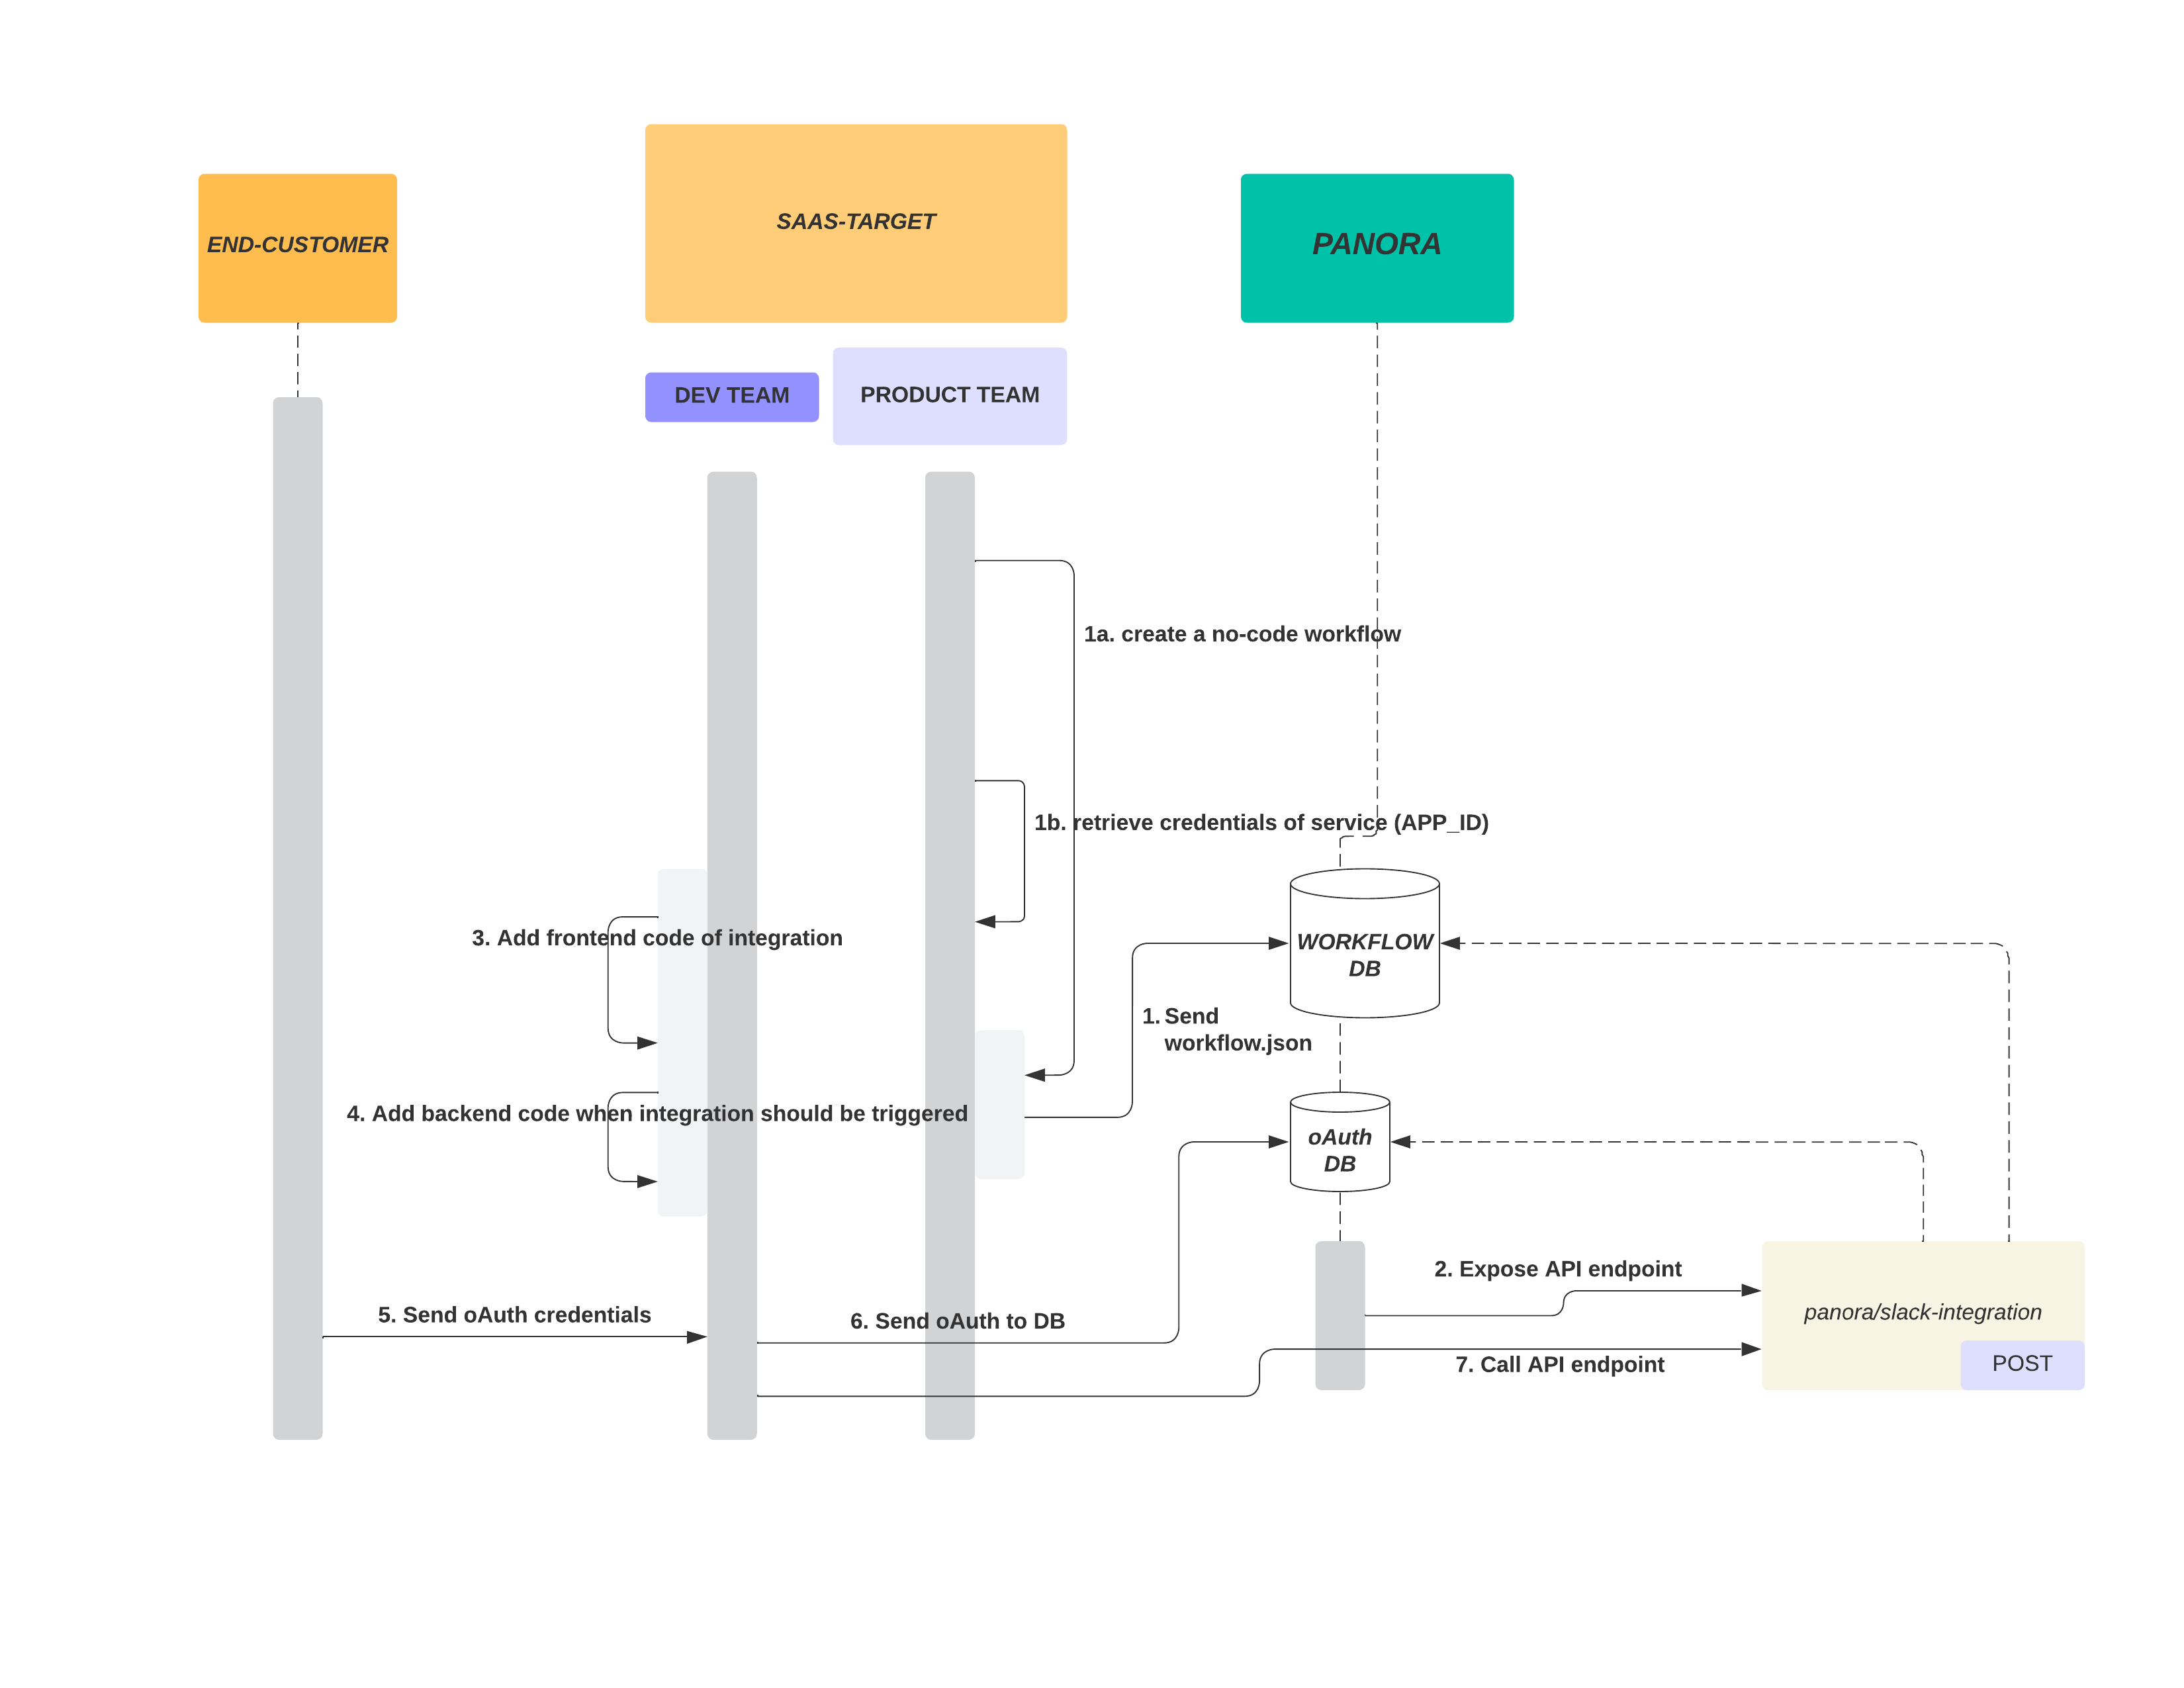 SAAS-TARGET
END-CUSTOMER
PANORA
DEV TEAM
PRODUCT TEAM
1a. create a no-code workflow
1b. retrieve credentials of service (APP_ID)
3. Add frontend code of integration
WORKFLOW
DB
1. Send
workflow.json
4. Add backend code when integration should be triggered
oAuth
DB
2. Expose API endpoint
5. Send oAuth credentials
6. Send oAuth to DB
panora/slack-integration
7. Call API endpoint
POST